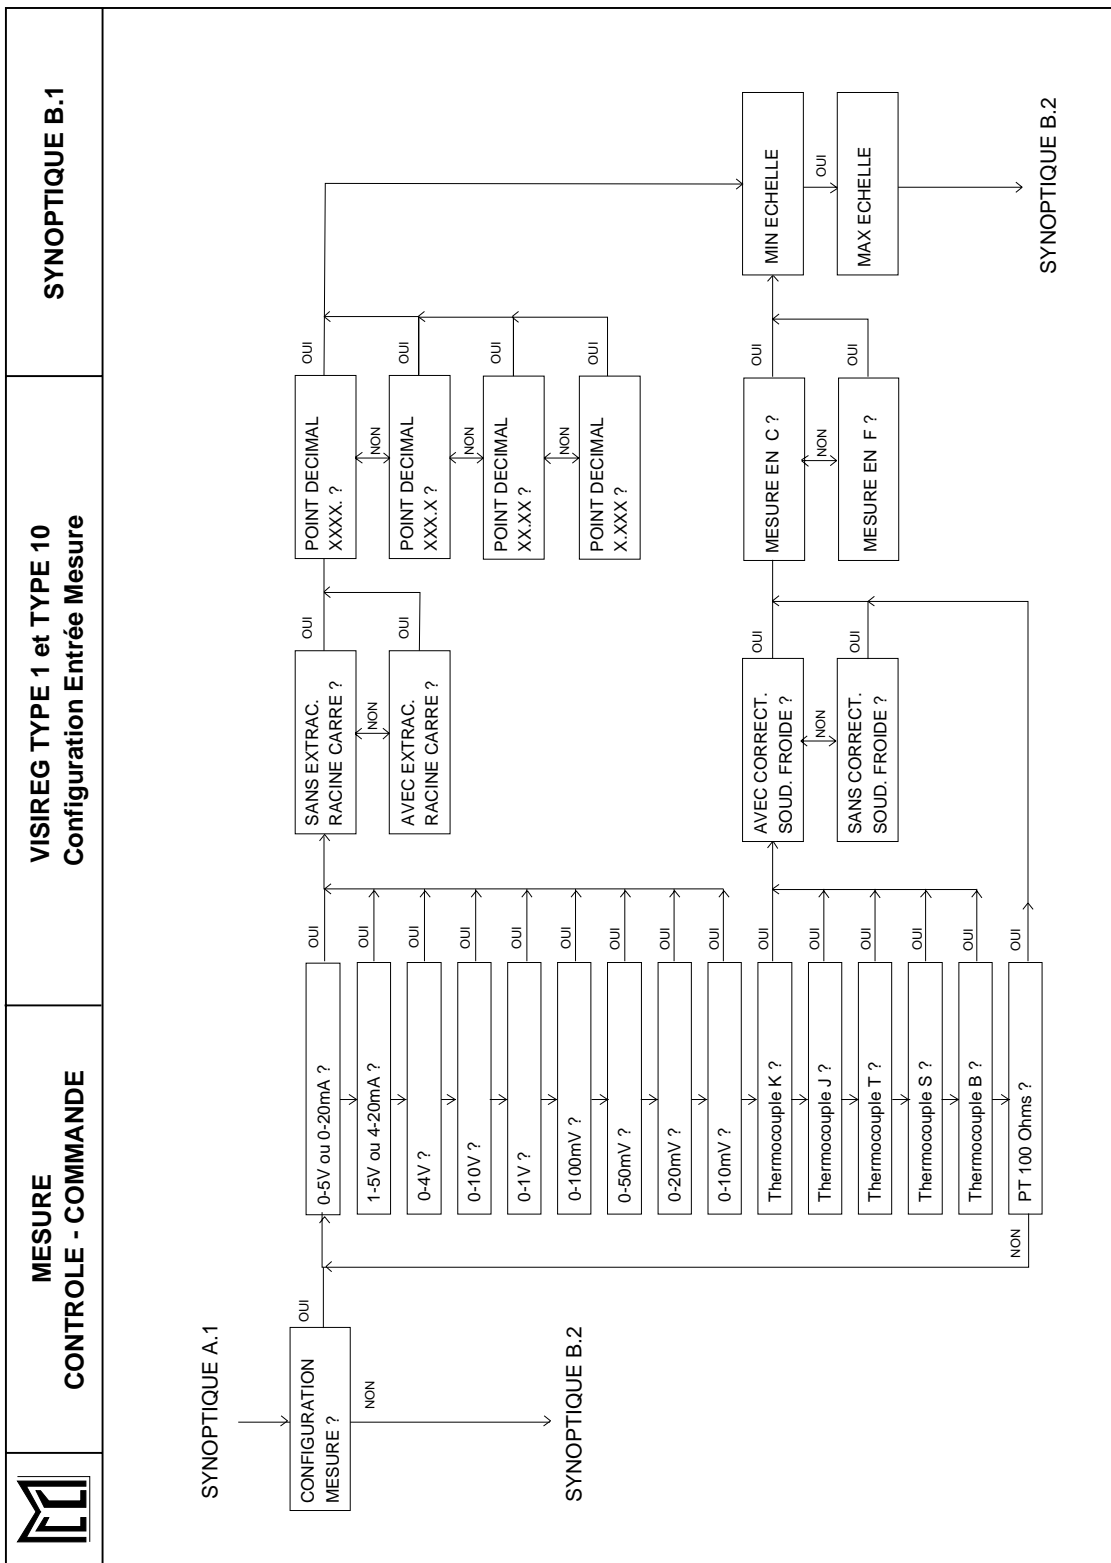 MESURE
CONTROLE - COMMANDE
VISIREG TYPE 1 et TYPE 10
Configuration Entrée Mesure
SYNOPTIQUE B.1
SYNOPTIQUE A.1
CONFIGURATION
MESURE ?
OUI
NON
SYNOPTIQUE B.2
0-5V ou 0-20mA ?
OUI
1-5V ou 4-20mA ?
OUI
0-4V ?
OUI
0-10V ?
OUI
0-1V ?
OUI
0-100mV ?
OUI
0-50mV ?
OUI
0-20mV ?
OUI
0-10mV ?
OUI
Thermocouple K ?
OUI
Thermocouple J ?
OUI
Thermocouple T ?
OUI
Thermocouple S ?
OUI
Thermocouple B ?
OUI
PT 100 Ohms ?
OUI
NON
SANS EXTRAC.
RACINE CARRE ?
OUI
NON
AVEC EXTRAC.
RACINE CARRE ?
OUI
AVEC CORRECT.
SOUD. FROIDE ?
OUI
NON
SANS CORRECT.
SOUD. FROIDE ?
OUI
POINT DECIMAL
XXXX. ?
OUI
NON
POINT DECIMAL
XXX.X ?
OUI
NON
POINT DECIMAL
XX.XX ?
OUI
NON
POINT DECIMAL
X.XXX ?
OUI
MESURE EN C ?
OUI
NON
MESURE EN F ?
OUI
MIN ECHELLE
OUI
MAX ECHELLE
SYNOPTIQUE B.2